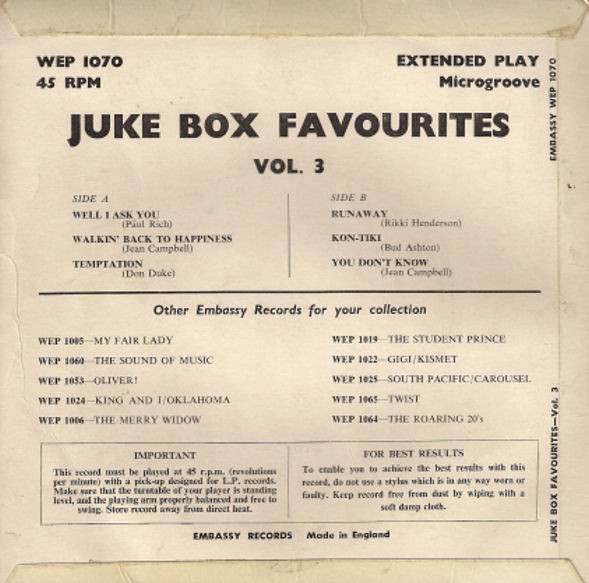 WEP 1070
45 RPM
EXTENDED PLAY
Microgroove
JUKE BOX FAVOURITES
VOL. 3
SIDE A
WELL I ASK YOU
(Paul Rich)
WALKIN' BACK TO HAPPINESS
(Jean Campbell)
TEMPTATION
(Don Duke)
SIDE B
RUNAWAY
(Rikki Henderson)
KON-TIKI
(Bud Ashton)
YOU DON'T KNOW
(Jean Campbell)
Other Embassy Records for your collection
WEP 1005—MY FAIR LADY
WEP 1060—THE SOUND OF MUSIC
WEP 1053—OLIVER!
WEP 1024—KING AND I/OKLAHOMA
WEP 1006—THE MERRY WIDOW
WEP 1019—THE STUDENT PRINCE
WEP 1022—GIGI/KISMET
WEP 1025—SOUTH PACIFIC/CAROUSEL
WEP 1065—TWIST
WEP 1064—THE ROARING 20's
IMPORTANT
This record must be played at 45 r.p.m. (revolutions
per minute) with a pick-up designed for L.P. records.
Make sure that the turntable of your player is standing
level, and the playing arm properly balanced and free to
swing. Store record away from direct heat.
FOR BEST RESULTS
To enable you to achieve the best results with this
record, do not use a stylus which is in any way worn or
faulty. Keep record free from dust by wiping with a
soft damp cloth.
EMBASSY RECORDS Made in England
EMBASSY WEP 1070
JUKE BOX FAVOURITES—Vol. 3